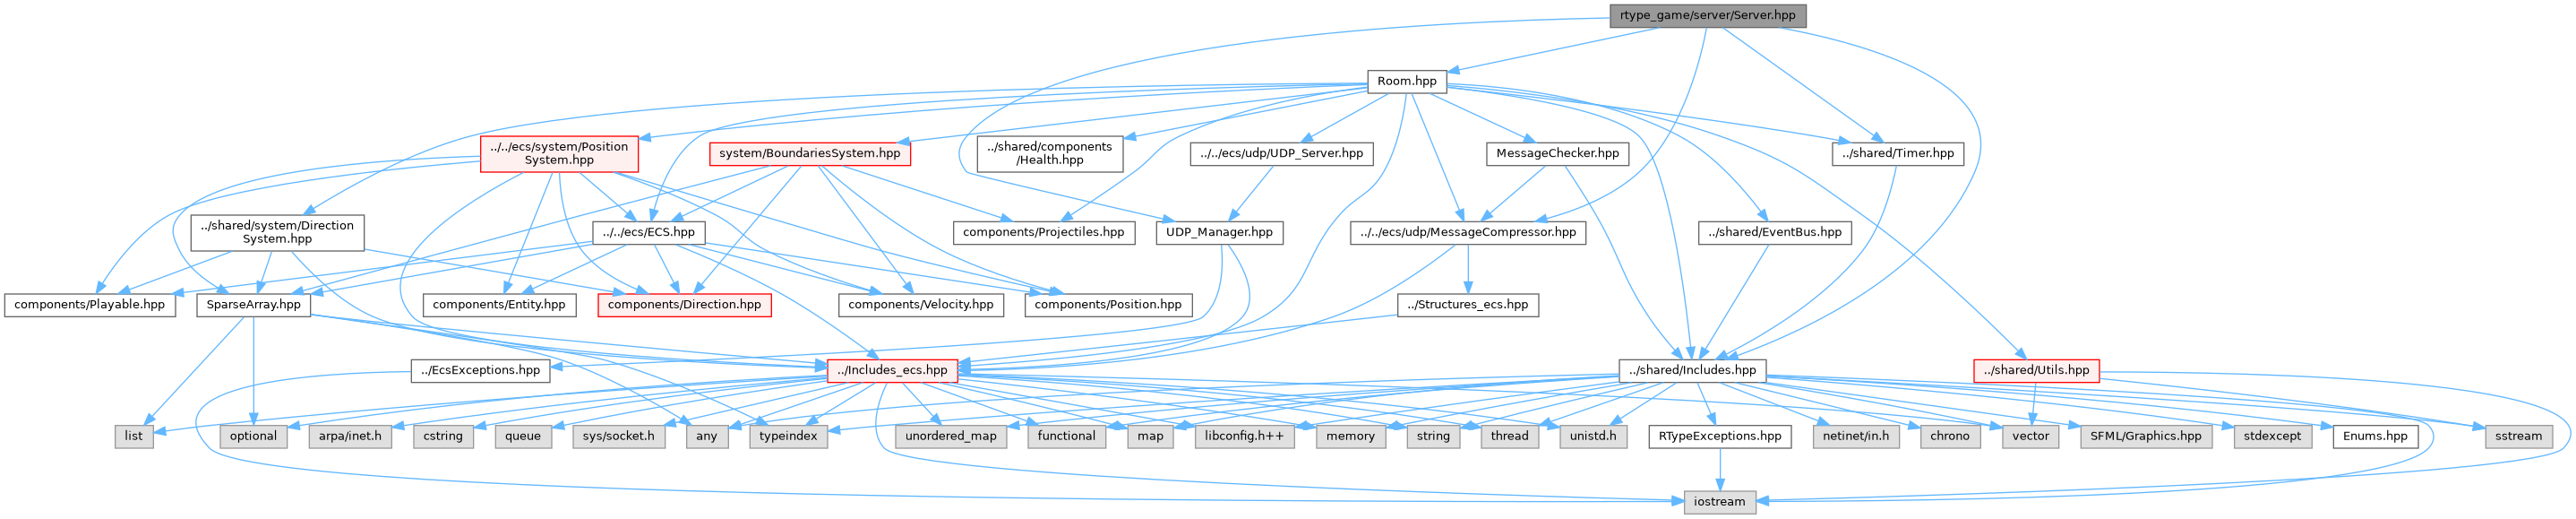 rtype_game/server/Server.hpp
Room.hpp
../../ecs/system/Position
System.hpp
system/BoundariesSystem.hpp
../shared/components
/Health.hpp
../../ecs/udp/UDP_Server.hpp
MessageChecker.hpp
../shared/Timer.hpp
../shared/system/Direction
System.hpp
../../ecs/ECS.hpp
components/Projectiles.hpp
UDP_Manager.hpp
../../ecs/udp/MessageCompressor.hpp
../shared/EventBus.hpp
components/Playable.hpp
SparseArray.hpp
components/Entity.hpp
components/Direction.hpp
components/Velocity.hpp
components/Position.hpp
../Structures_ecs.hpp
../EcsExceptions.hpp
../Includes_ecs.hpp
../shared/Includes.hpp
../shared/Utils.hpp
list
optional
arpa/inet.h
cstring
queue
sys/socket.h
any
typeindex
unordered_map
functional
map
libconfig.h++
memory
string
thread
unistd.h
RTypeExceptions.hpp
netinet/in.h
chrono
vector
SFML/Graphics.hpp
stdexcept
Enums.hpp
sstream
iostream